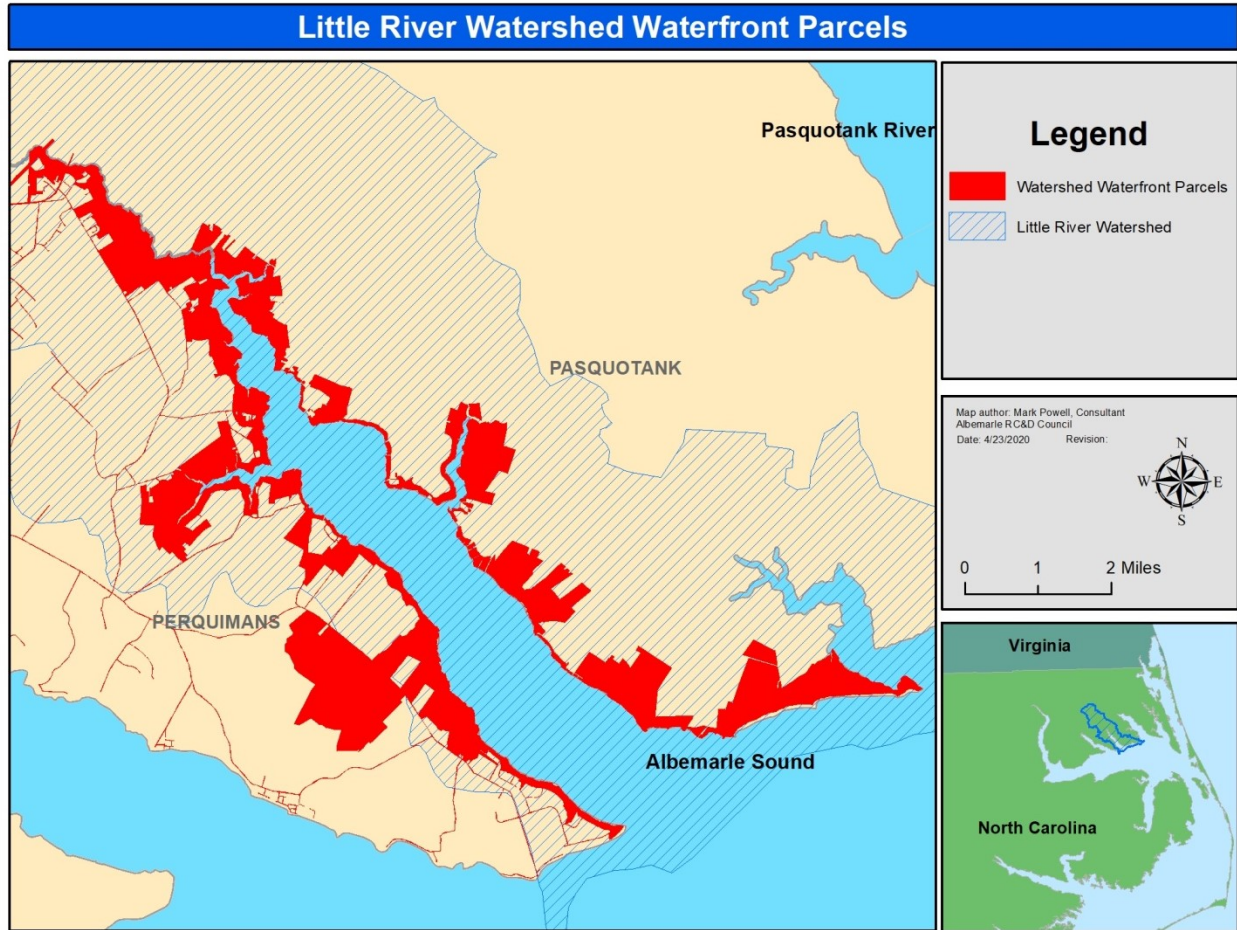 Little River Watershed Waterfront Parcels
Pasquotank River
PASQUOTANK
PERQUIMANS
Albemarle Sound
Legend
Watershed Waterfront Parcels
Little River Watershed
Map author: Mark Powell, Consultant
Albemarle RC&D Council
Date: 4/23/2020 Revision:
N
W E
S
0 1 2 Miles
Virginia
North Carolina